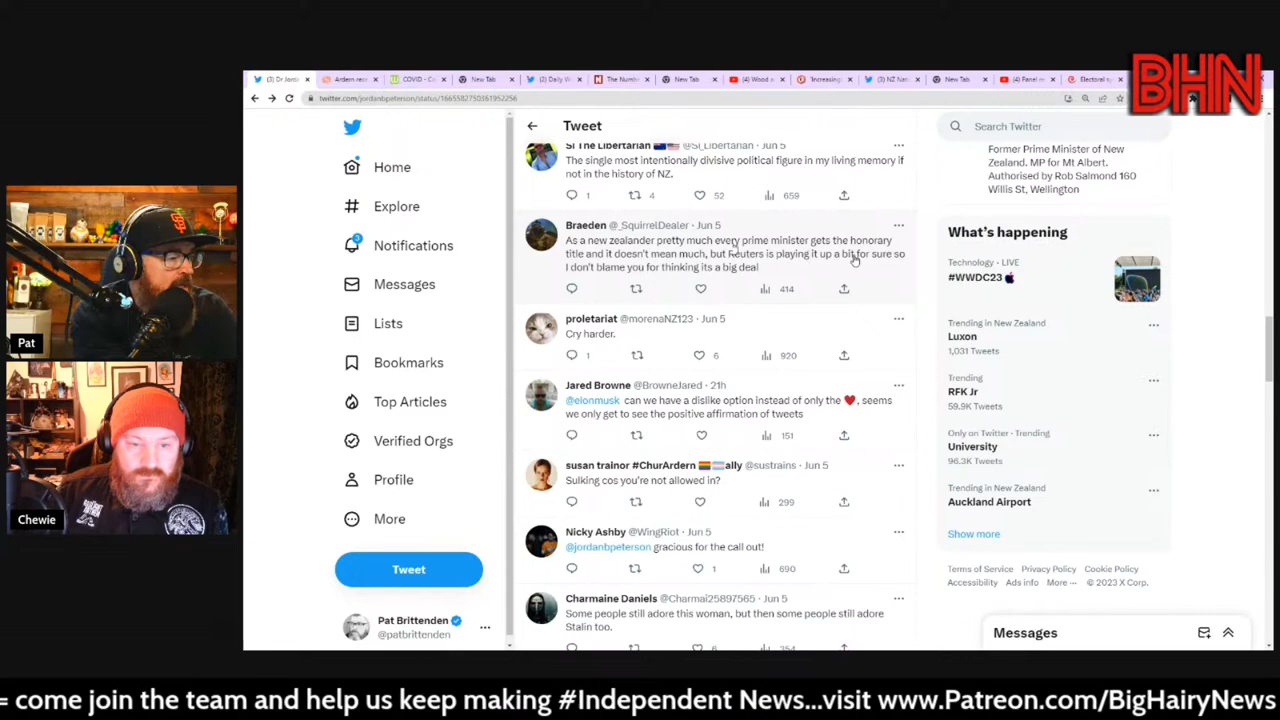 BHN
twitter.com/jordanbpeterson/status/1665582750361952256
Home
Explore
Notifications
Messages
Lists
Bookmarks
Top Articles
Verified Orgs
Profile
More
Tweet
Pat Brittenden
@patbrittenden
Tweet
Si The Libertarian @Si_Libertarian · Jun 5
The single most intentionally divisive political figure in my living memory if
not in the history of NZ.
1 4 52 659
Braeden @_SquirrelDealer · Jun 5
As a new zealander pretty much every prime minister gets the honorary
title and it doesn't mean much, but Reuters is playing it up a bit for sure so
I don't blame you for thinking its a big deal
414
proletariat @morenaNZ123 · Jun 5
Cry harder.
1 6 920
Jared Browne @BrowneJared · 21h
@elonmusk can we have a dislike option instead of only the ❤️, seems
we only get to see the positive affirmation of tweets
151
susan trainor #ChurArdern 🏳️‍🌈🏳️‍⚧️ally @sustrains · Jun 5
Sulking cos you're not allowed in?
299
Nicky Ashby @WingRiot · Jun 5
@jordanbpeterson gracious for the call out!
1 690
Charmaine Daniels @Charmai25897565 · Jun 5
Some people still adore this woman, but then some people still adore
Stalin too.
Search Twitter
Former Prime Minister of New
Zealand. MP for Mt Albert.
Authorised by Rob Salmond 160
Willis St, Wellington
What's happening
Technology · LIVE
#WWDC23
Trending in New Zealand
Luxon
1,031 Tweets
Trending
RFK Jr
59.9K Tweets
Only on Twitter · Trending
University
96.3K Tweets
Trending in New Zealand
Auckland Airport
Show more
Terms of Service Privacy Policy Cookie Policy
Accessibility Ads info More ··· © 2023 X Corp.
Messages
Pat
Chewie
= come join the team and help us keep making #Independent News...visit www.Patreon.com/BigHairyNews